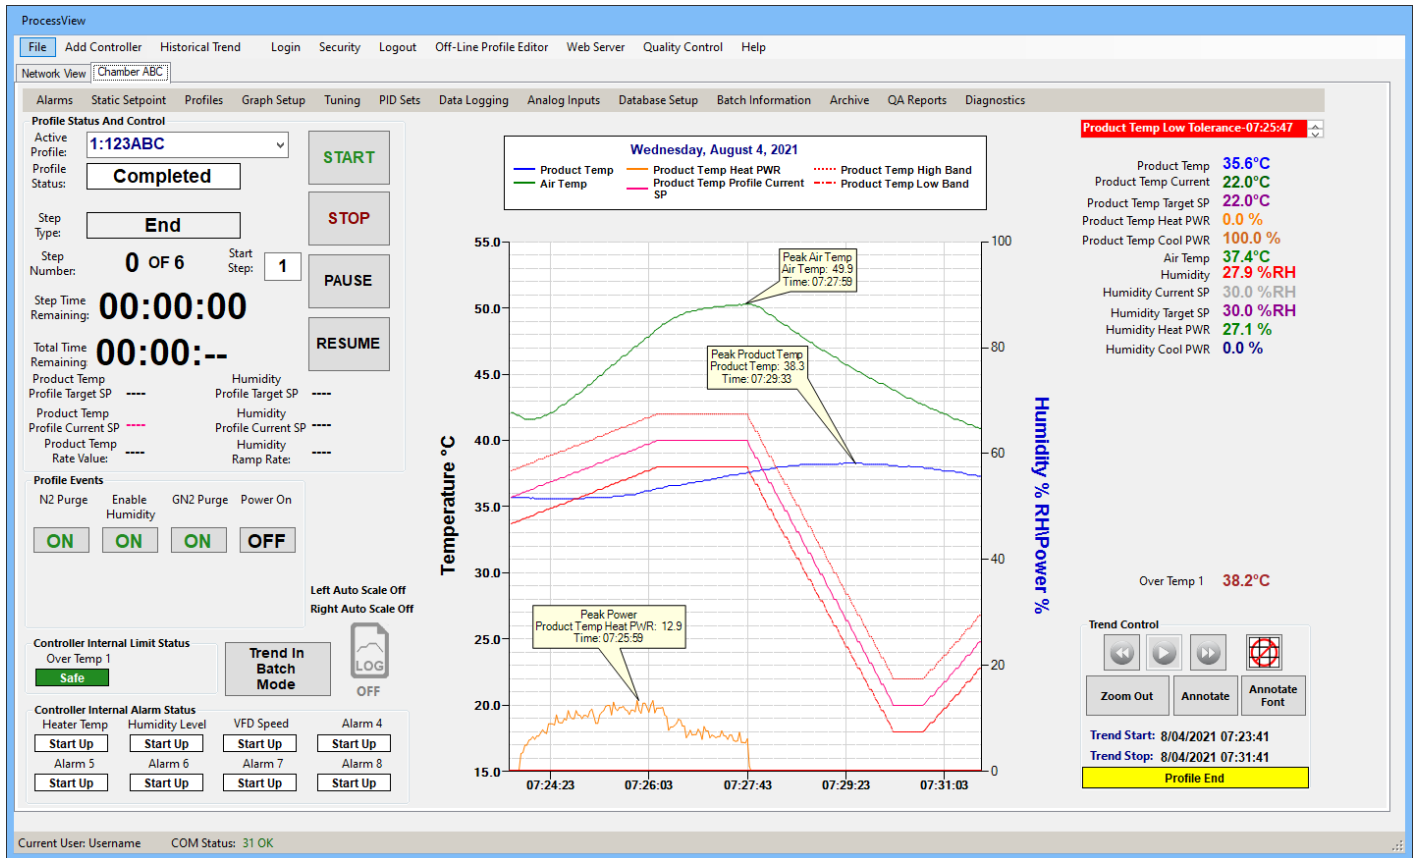 ProcessView
File Add Controller Historical Trend Login Security Logout Off-Line Profile Editor Web Server Quality Control Help
Network View Chamber ABC
Alarms Static Setpoint Profiles Graph Setup Tuning PID Sets Data Logging Analog Inputs Database Setup Batch Information Archive QA Reports Diagnostics
Profile Status And Control
Active
Profile:
1:123ABC
Profile
Status:
Completed
Step
Type:
End
Step
Number:
0 OF 6
Start
Step:
1
Step Time
Remaining:
00:00:00
Total Time
Remaining
00:00:--
START
STOP
PAUSE
RESUME
Product Temp
Profile Target SP
----
Humidity
Profile Target SP
----
Product Temp
Profile Current SP
----
Humidity
Profile Current SP
----
Product Temp
Rate Value:
----
Humidity
Ramp Rate:
----
Profile Events
N2 Purge
Enable
Humidity
GN2 Purge
Power On
ON ON ON OFF
Left Auto Scale Off
Right Auto Scale Off
Controller Internal Limit Status
Over Temp 1
Safe
Trend In
Batch
Mode
LOG
OFF
Controller Internal Alarm Status
Heater Temp Humidity Level VFD Speed Alarm 4
Start Up Start Up Start Up Start Up
Alarm 5 Alarm 6 Alarm 7 Alarm 8
Start Up Start Up Start Up Start Up
Wednesday, August 4, 2021
Product Temp
Air Temp
Product Temp Heat PWR
Product Temp Profile Current
SP
Product Temp High Band
Product Temp Low Band
Temperature °C
55.0
50.0
45.0
40.0
35.0
30.0
25.0
20.0
15.0
Peak Air Temp
Air Temp: 49.9
Time: 07:27:59
Peak Product Temp
Product Temp: 38.3
Time: 07:29:33
Peak Power
Product Temp Heat PWR: 12.9
Time: 07:25:59
100
80
60
40
20
0
Humidity % RH\Power %
07:24:23 07:26:03 07:27:43 07:29:23 07:31:03
Product Temp Low Tolerance-07:25:47
Product Temp 35.6°C
Product Temp Current 22.0°C
Product Temp Target SP 22.0°C
Product Temp Heat PWR 0.0 %
Product Temp Cool PWR 100.0 %
Air Temp 37.4°C
Humidity 27.9 %RH
Humidity Current SP 30.0 %RH
Humidity Target SP 30.0 %RH
Humidity Heat PWR 27.1 %
Humidity Cool PWR 0.0 %
Over Temp 1 38.2°C
Trend Control
Zoom Out
Annotate
Annotate
Font
Trend Start: 8/04/2021 07:23:41
Trend Stop: 8/04/2021 07:31:41
Profile End
Current User: Username COM Status: 31 OK